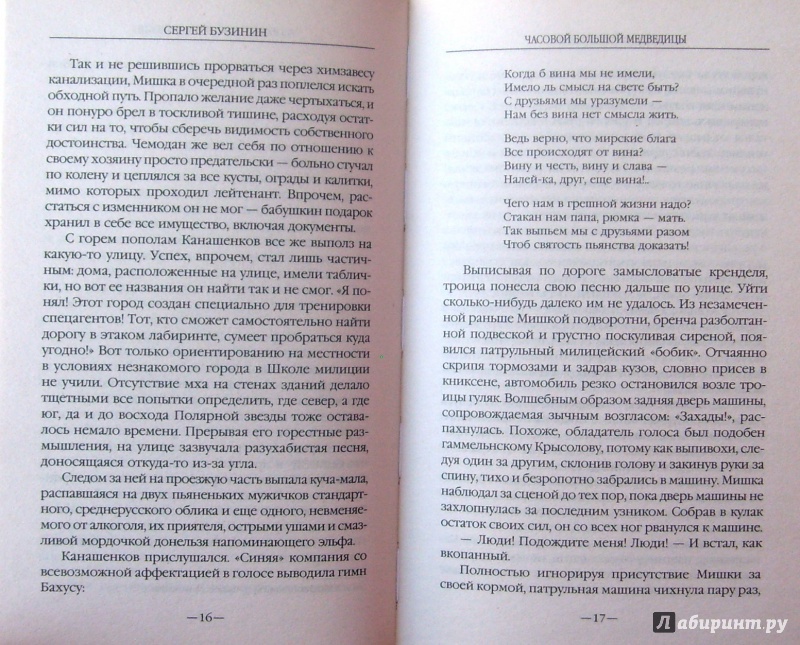 СЕРГЕЙ БУЗИНИН
Так и не решившись прорваться через химзавесу
канализации, Мишка в очередной раз поплелся искать
обходной путь. Пропало желание даже чертыхаться, и
он понуро брел в тоскливой тишине, расходуя остат-
ки сил на то, чтобы сберечь видимость собственного
достоинства. Чемодан же вел себя по отношению к
своему хозяину просто предательски — больно стучал
по колену и цеплялся за все кусты, ограды и калитки,
мимо которых проходил лейтенант. Впрочем, рас-
статься с изменником он не мог — бабушкин подарок
хранил в себе все имущество, включая документы.
С горем пополам Канашенков все же выполз на
какую-то улицу. Успех, впрочем, стал лишь частич-
ным: дома, расположенные на улице, имели таблич-
ки, но вот ее названия он найти так и не смог. «Я по-
нял! Этот город создан специально для тренировки
спецагентов! Тот, кто сможет самостоятельно найти
дорогу в этаком лабиринте, сумеет пробраться куда
угодно!» Вот только ориентированию на местности
в условиях незнакомого города в Школе милиции
не учили. Отсутствие мха на стенах зданий делало
тщетными все попытки определить, где север, а где
юг, да и до восхода Полярной звезды тоже остава-
лось немало времени. Прерывая его горестные раз-
мышления, на улице зазвучала разухабистая песня,
доносящаяся откуда-то из-за угла.
Следом за ней на проезжую часть выпала куча-мала,
распавшаяся на двух пьяненьких мужичков стандарт-
ного, среднерусского облика и еще одного, невменяе-
мого от алкоголя, их приятеля, острыми ушами и смаз-
ливой мордочкой донельзя напоминающего эльфа.
Канашенков прислушался. «Синяя» компания со
всевозможной аффектацией в голосе выводила гимн
Бахусу:
—16—
ЧАСОВОЙ БОЛЬШОЙ МЕДВЕДИЦЫ
Когда б вина мы не имели,
Имело ль смысл на свете быть?
С друзьями мы уразумели —
Нам без вина нет смысла жить.
Ведь верно, что мирские блага
Все происходят от вина?
Вину и честь, вину и слава —
Налей-ка, друг, еще вина!..
Чего нам в грешной жизни надо?
Стакан нам папа, рюмка — мать.
Так выпьем мы с друзьями разом
Чтоб святость пьянства доказать!
Выписывая по дороге замысловатые кренделя,
троица понесла свою песню дальше по улице. Уйти
сколько-нибудь далеко им не удалось. Из незамечен-
ной раньше Мишкой подворотни, бренча разболтан-
ной подвеской и грустно поскуливая сиреной, по-
явился патрульный милицейский «бобик». Отчаянно
скрипя тормозами и задрав кузов, словно присев в
книксене, автомобиль резко остановился возле тро-
ицы гуляк. Волшебным образом задняя дверь машины,
сопровождаемая зычным возгласом: «Захады!», рас-
пахнулась. Похоже, обладатель голоса был подобен
гаммельнскому Крысолову, потому как выпивохи, сле-
дуя один за другим, склонив голову и закинув руки за
спину, тихо и безропотно забрались в машину. Мишка
наблюдал за сценой до тех пор, пока дверь машины не
захлопнулась за последним узником. Собрав в кулак
остаток своих сил, он со всех ног рванулся к машине.
— Люди! Подождите меня! Люди! — И встал, как
вкопанный.
Полностью игнорируя присутствие Мишки за
своей кормой, патрульная машина чихнула пару раз,
—17—
Лабиринт.ру